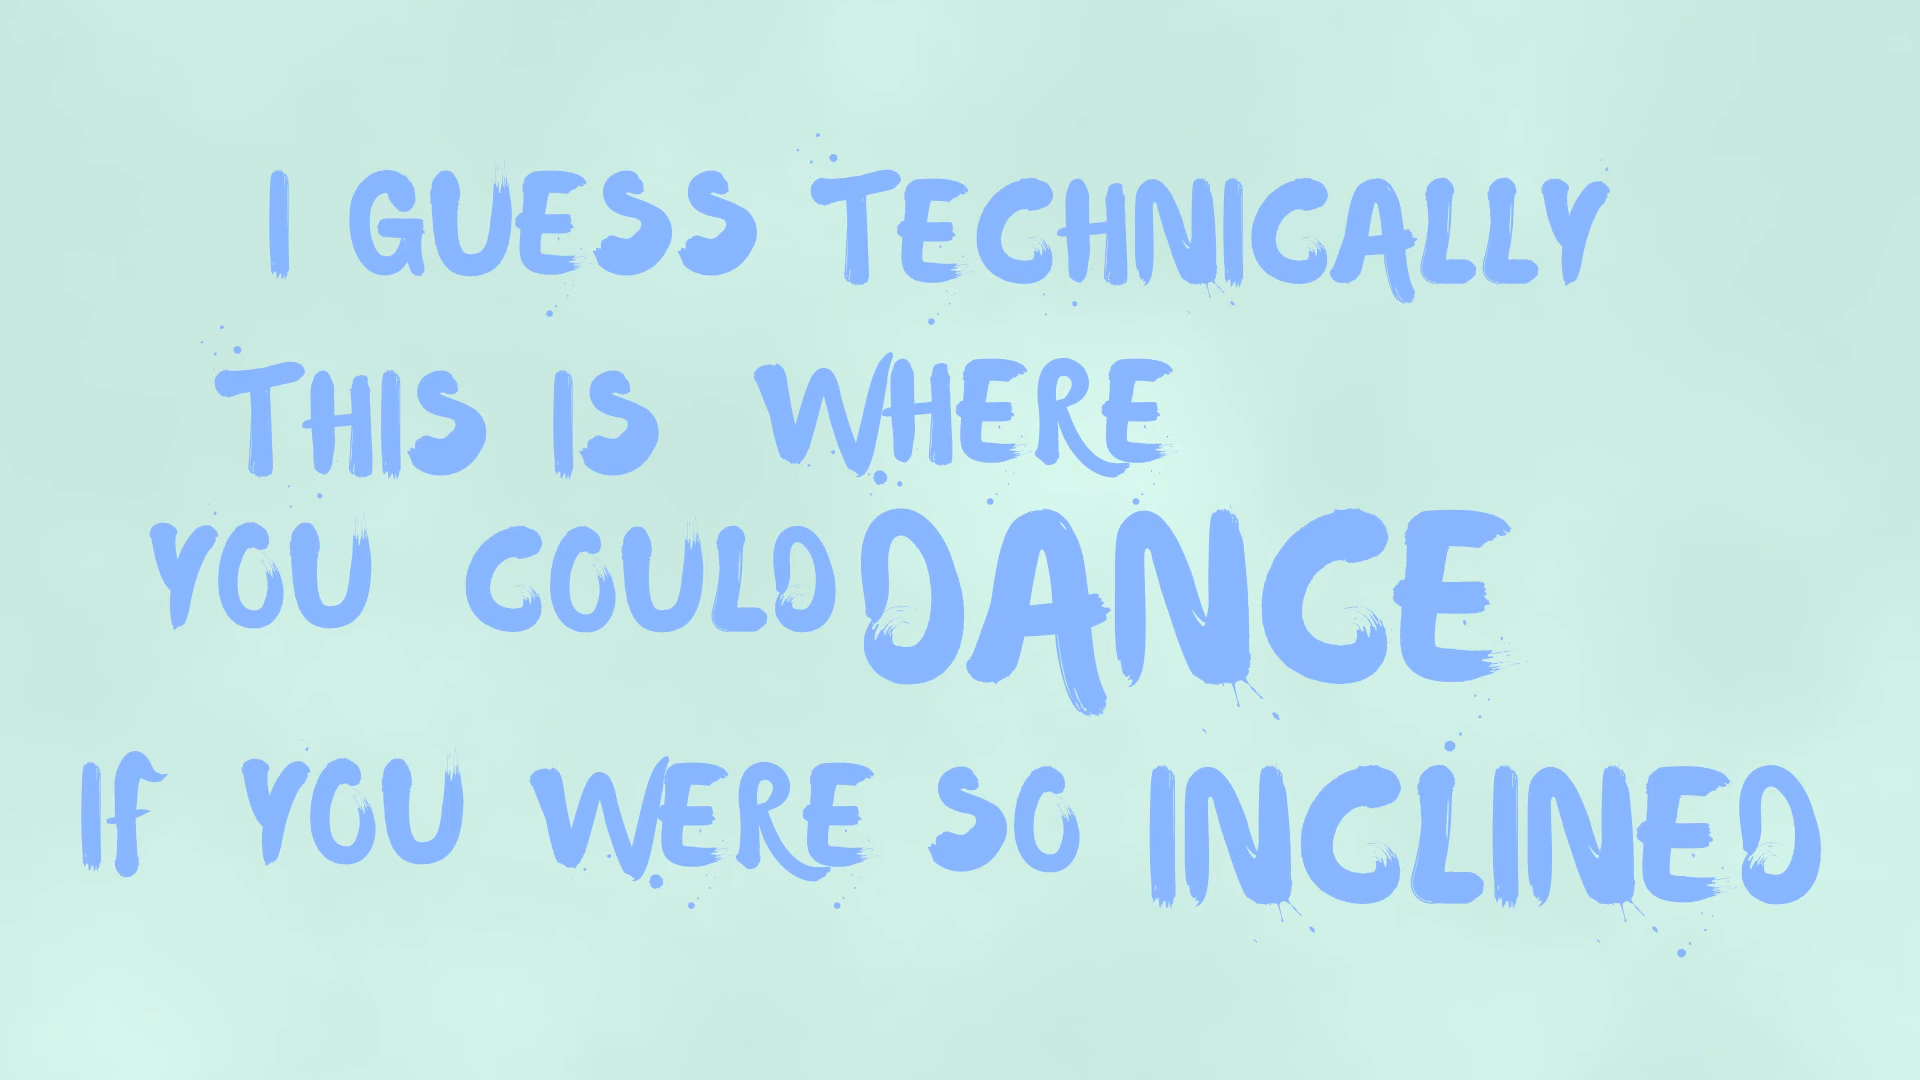 I GUESS TECHNICALLY
THIS IS WHERE
YOU COULD DANCE
IF YOU WERE SO INCLINED